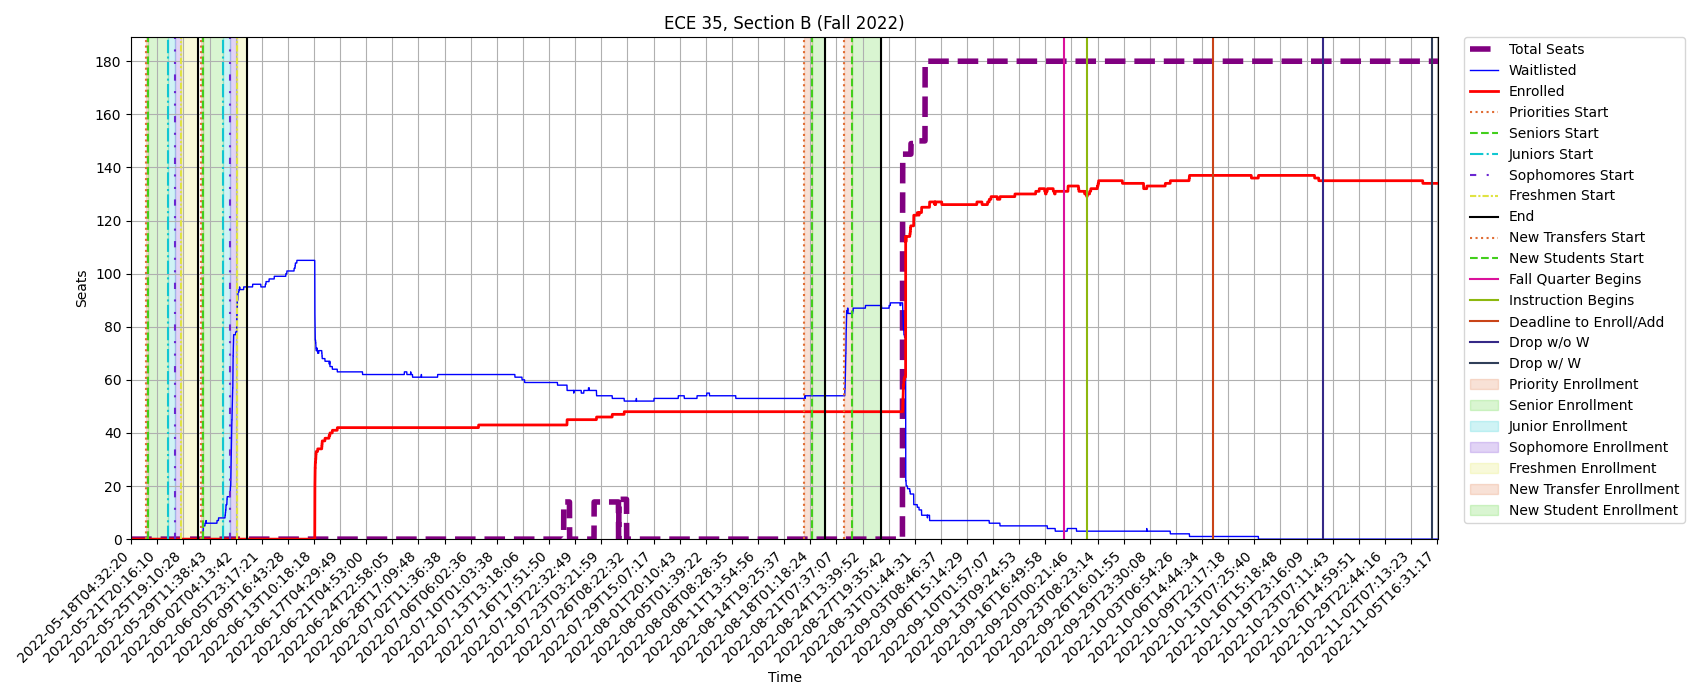 ECE 35, Section B (Fall 2022)
180
160
140
120
100
80
60
40
20
0
Seats
2022-05-18T04:32:20
2022-05-21T20:16:10
2022-05-25T19:10:28
2022-05-29T11:38:43
2022-06-02T04:13:42
2022-06-05T23:17:21
2022-06-09T16:43:28
2022-06-13T10:18:18
2022-06-17T04:29:49
2022-06-21T04:53:00
2022-06-24T22:58:05
2022-06-28T17:09:48
2022-07-02T11:36:38
2022-07-06T06:02:36
2022-07-10T01:03:38
2022-07-13T13:18:06
2022-07-16T17:51:50
2022-07-19T22:32:49
2022-07-23T03:21:59
2022-07-26T08:22:32
2022-07-29T15:07:17
2022-08-01T20:10:43
2022-08-05T01:39:22
2022-08-08T08:28:35
2022-08-11T13:54:56
2022-08-14T19:25:37
2022-08-18T01:18:24
2022-08-21T07:37:07
2022-08-24T13:39:52
2022-08-27T19:35:42
2022-08-31T01:44:31
2022-09-03T08:46:37
2022-09-06T15:14:29
2022-09-10T01:57:07
2022-09-13T09:24:53
2022-09-16T16:49:58
2022-09-20T00:21:46
2022-09-23T08:23:14
2022-09-26T16:01:55
2022-09-29T23:30:08
2022-10-03T06:54:26
2022-10-06T14:44:34
2022-10-09T22:17:18
2022-10-13T07:25:40
2022-10-16T15:18:48
2022-10-19T23:16:09
2022-10-23T07:11:43
2022-10-26T14:59:51
2022-10-29T22:44:16
2022-11-02T07:13:23
2022-11-05T16:31:17
Time
Total Seats
Waitlisted
Enrolled
Priorities Start
Seniors Start
Juniors Start
Sophomores Start
Freshmen Start
End
New Transfers Start
New Students Start
Fall Quarter Begins
Instruction Begins
Deadline to Enroll/Add
Drop w/o W
Drop w/ W
Priority Enrollment
Senior Enrollment
Junior Enrollment
Sophomore Enrollment
Freshmen Enrollment
New Transfer Enrollment
New Student Enrollment